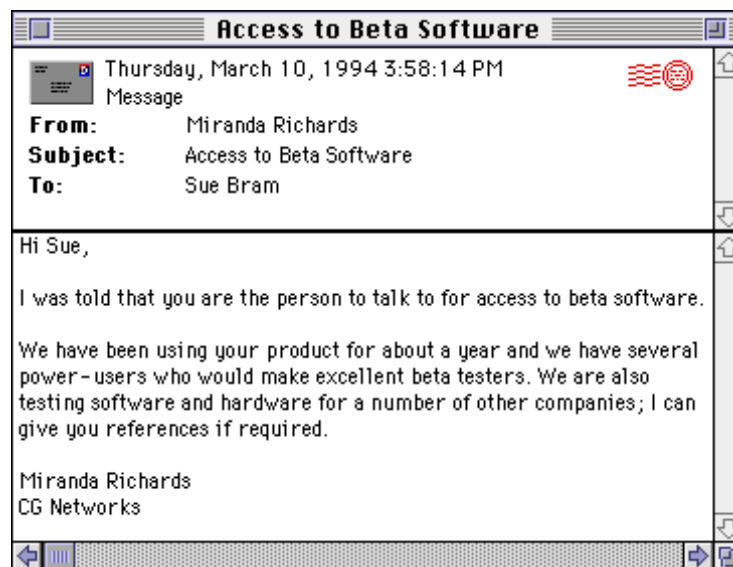 Access to Beta Software
Thursday, March 10, 1994 3:58:14 PM
Message
From: Miranda Richards
Subject: Access to Beta Software
To: Sue Bram
Hi Sue,
I was told that you are the person to talk to for access to beta software.
We have been using your product for about a year and we have several
power-users who would make excellent beta testers. We are also
testing software and hardware for a number of other companies; I can
give you references if required.
Miranda Richards
CG Networks